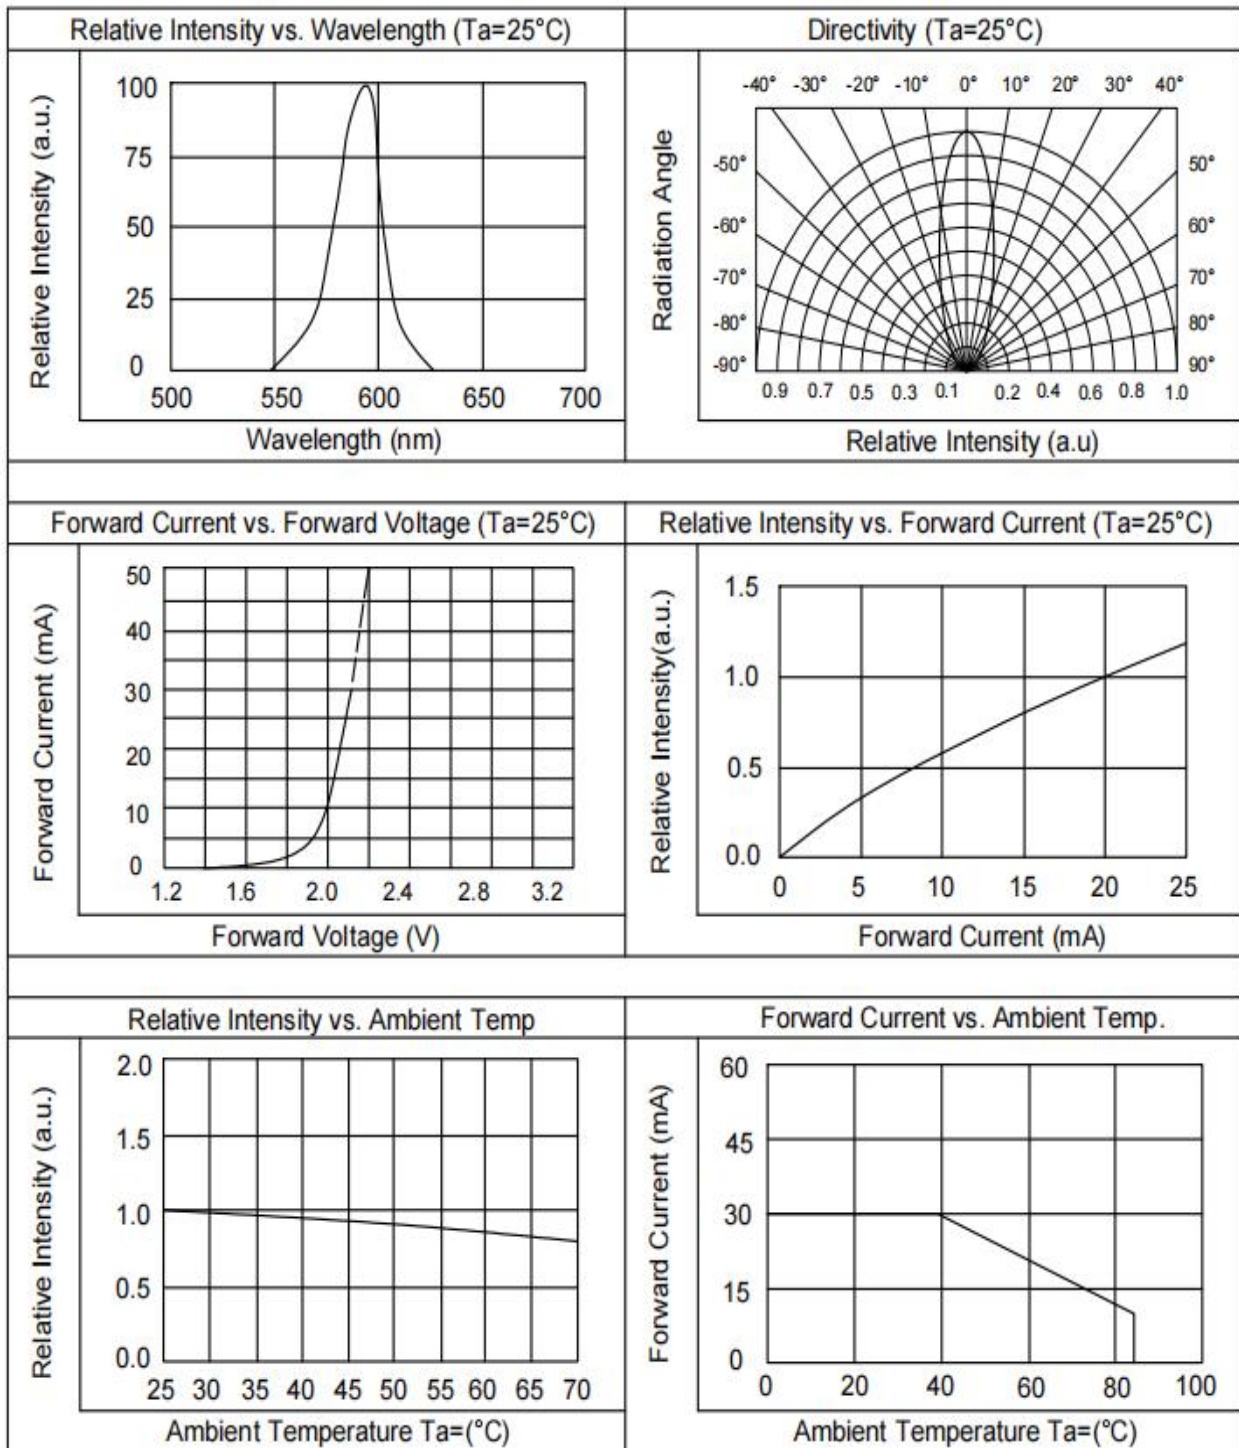 Relative Intensity vs. Wavelength (Ta=25°C)
Relative Intensity (a.u.)
100
75
50
25
0
500 550 600 650 700
Wavelength (nm)
Directivity (Ta=25°C)
Radiation Angle
-40° -30° -20° -10° 0° 10° 20° 30° 40°
-50° 50°
-60° 60°
-70° 70°
-80° 80°
-90° 90°
0.9 0.7 0.5 0.3 0.1 0.2 0.4 0.6 0.8 1.0
Relative Intensity (a.u)
Forward Current vs. Forward Voltage (Ta=25°C)
Forward Current (mA)
50
40
30
20
10
0
1.2 1.6 2.0 2.4 2.8 3.2
Forward Voltage (V)
Relative Intensity vs. Forward Current (Ta=25°C)
Relative Intensity(a.u.)
1.5
1.0
0.5
0.0
0 5 10 15 20 25
Forward Current (mA)
Relative Intensity vs. Ambient Temp
Relative Intensity (a.u.)
2.0
1.5
1.0
0.5
0.0
25 30 35 40 45 50 55 60 65 70
Ambient Temperature Ta=(°C)
Forward Current vs. Ambient Temp.
Forward Current (mA)
60
45
30
15
0
0 20 40 60 80 100
Ambient Temperature Ta=(°C)